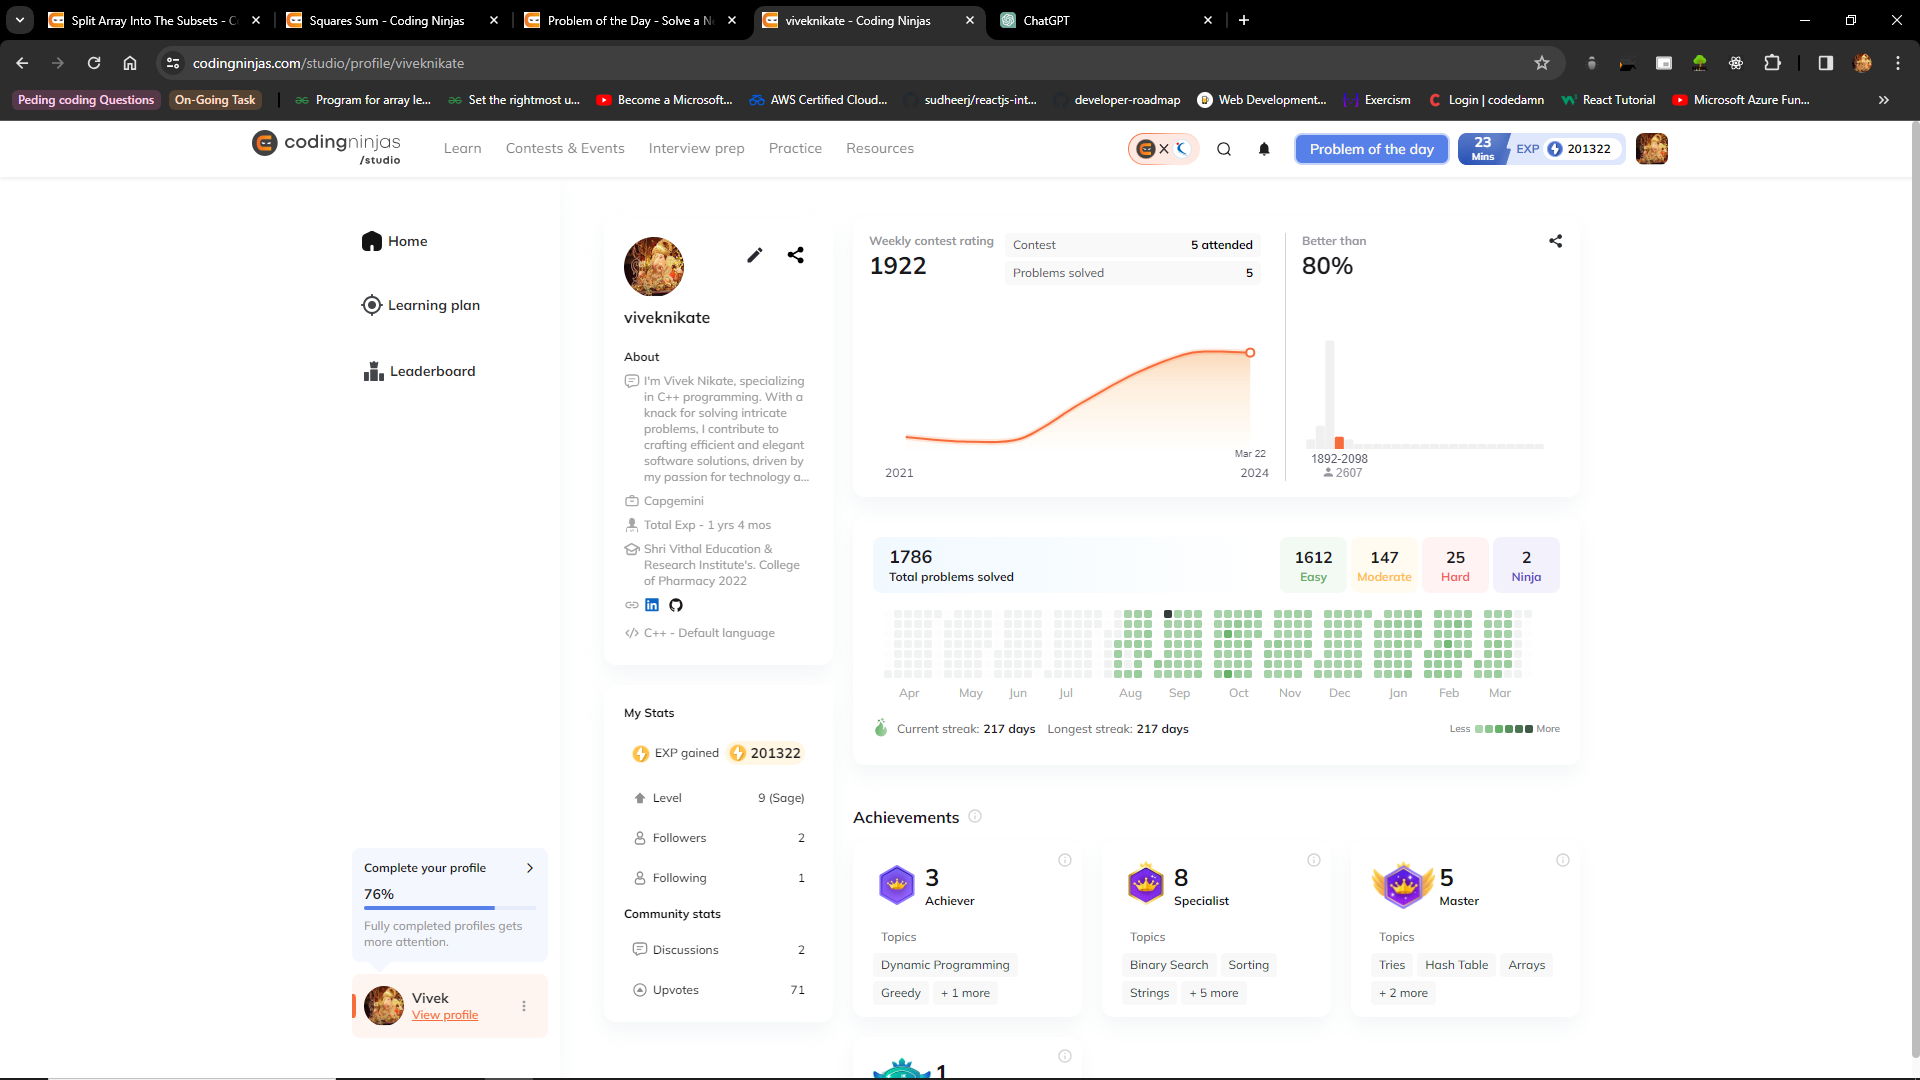 Split Array Into The Subsets - C
Squares Sum - Coding Ninjas
Problem of the Day - Solve a N
viveknikate - Coding Ninjas
ChatGPT
codingninjas.com/studio/profile/viveknikate
Peding coding Questions
On-Going Task
Program for array le...
Set the rightmost u...
Become a Microsoft...
AWS Certified Cloud...
sudheerj/reactjs-int...
developer-roadmap
Web Development...
Exercism
Login | codedamn
React Tutorial
Microsoft Azure Fun...
codingninjas
/studio
Learn
Contests & Events
Interview prep
Practice
Resources
X
Problem of the day
23
Mins
EXP
201322
Home
Learning plan
Leaderboard
Complete your profile
76%
Fully completed profiles gets
more attention.
Vivek
View profile
viveknikate
About
I'm Vivek Nikate, specializing
in C++ programming. With a
knack for solving intricate
problems, I contribute to
crafting efficient and elegant
software solutions, driven by
my passion for technology a...
Capgemini
Total Exp - 1 yrs 4 mos
Shri Vithal Education &
Research Institute's. College
of Pharmacy 2022
C++ - Default language
My Stats
EXP gained 201322
Level 9 (Sage)
Followers 2
Following 1
Community stats
Discussions 2
Upvotes 71
Weekly contest rating
1922
Contest 5 attended
Problems solved 5
Mar 22
2021 2024
Better than
80%
1892-2098
2607
1786
Total problems solved
1612
Easy
147
Moderate
25
Hard
2
Ninja
Apr May Jun Jul Aug Sep Oct Nov Dec Jan Feb Mar
Current streak: 217 days Longest streak: 217 days
Less More
Achievements
3
Achiever
Topics
Dynamic Programming
Greedy + 1 more
8
Specialist
Topics
Binary Search Sorting
Strings + 5 more
5
Master
Topics
Tries Hash Table Arrays
+ 2 more
1